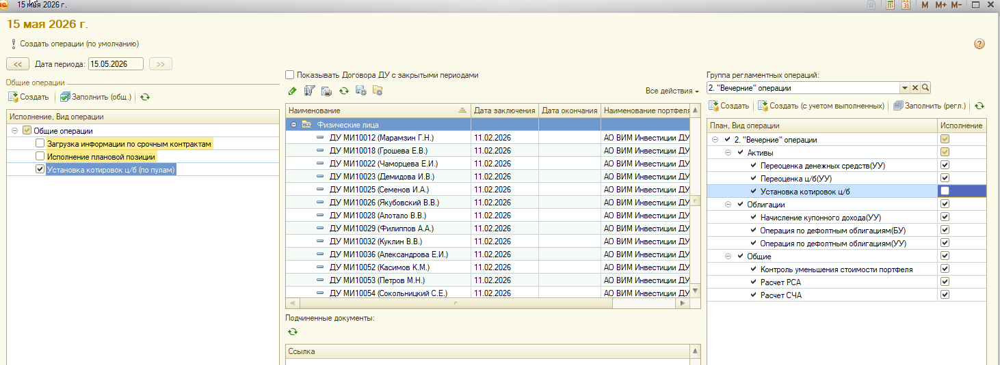 15 мая 2026 г.
M M+ M-
15 мая 2026 г.
Создать операции (по умолчанию)
<< Дата периода: 15.05.2026 >>
Общие операции
Создать Заполнить (общ.)
Исполнение, Вид операции
Общие операции
Загрузка информации по срочным контрактам
Исполнение плановой позиции
Установка котировок ц/б (по пулам)
Показывать Договора ДУ с закрытыми периодами
Все действия
Наименование Дата заключения Дата окончания Наименование портфеля
Физические лица
ДУ МИ10012 (Марамзин Г.Н.) 11.02.2026 АО ВИМ Инвестиции ДУ
ДУ МИ10018 (Грошева Е.В.) 11.02.2026 АО ВИМ Инвестиции ДУ
ДУ МИ10022 (Чаморцева Е.И.) 11.02.2026 АО ВИМ Инвестиции ДУ
ДУ МИ10023 (Демидова И.В.) 11.02.2026 АО ВИМ Инвестиции ДУ
ДУ МИ10025 (Семенов И.А.) 11.02.2026 АО ВИМ Инвестиции ДУ
ДУ МИ10026 (Якубовский В.В.) 11.02.2026 АО ВИМ Инвестиции ДУ
ДУ МИ10028 (Алотало В.В.) 11.02.2026 АО ВИМ Инвестиции ДУ
ДУ МИ10029 (Филиппов А.А.) 11.02.2026 АО ВИМ Инвестиции ДУ
ДУ МИ10032 (Куклин В.В.) 11.02.2026 АО ВИМ Инвестиции ДУ
ДУ МИ10036 (Александрова Е.И.) 11.02.2026 АО ВИМ Инвестиции ДУ
ДУ МИ10052 (Касимов К.М.) 11.02.2026 АО ВИМ Инвестиции ДУ
ДУ МИ10053 (Петров М.Н.) 11.02.2026 АО ВИМ Инвестиции ДУ
ДУ МИ10054 (Сокольницкий С.Е.) 11.02.2026 АО ВИМ Инвестиции ДУ
Подчиненные документы:
Ссылка
Группа регламентных операций:
2. "Вечерние" операции
Создать Создать (с учетом выполненных) Заполнить (регл.)
План, Вид операции Исполнение
2. "Вечерние" операции
Активы
Переоценка денежных средств(УУ)
Переоценка ц/б(УУ)
Установка котировок ц/б
Облигации
Начисление купонного дохода(УУ)
Операция по дефолтным облигациям(БУ)
Операция по дефолтным облигациям(УУ)
Общие
Контроль уменьшения стоимости портфеля
Расчет РСА
Расчет СЧА